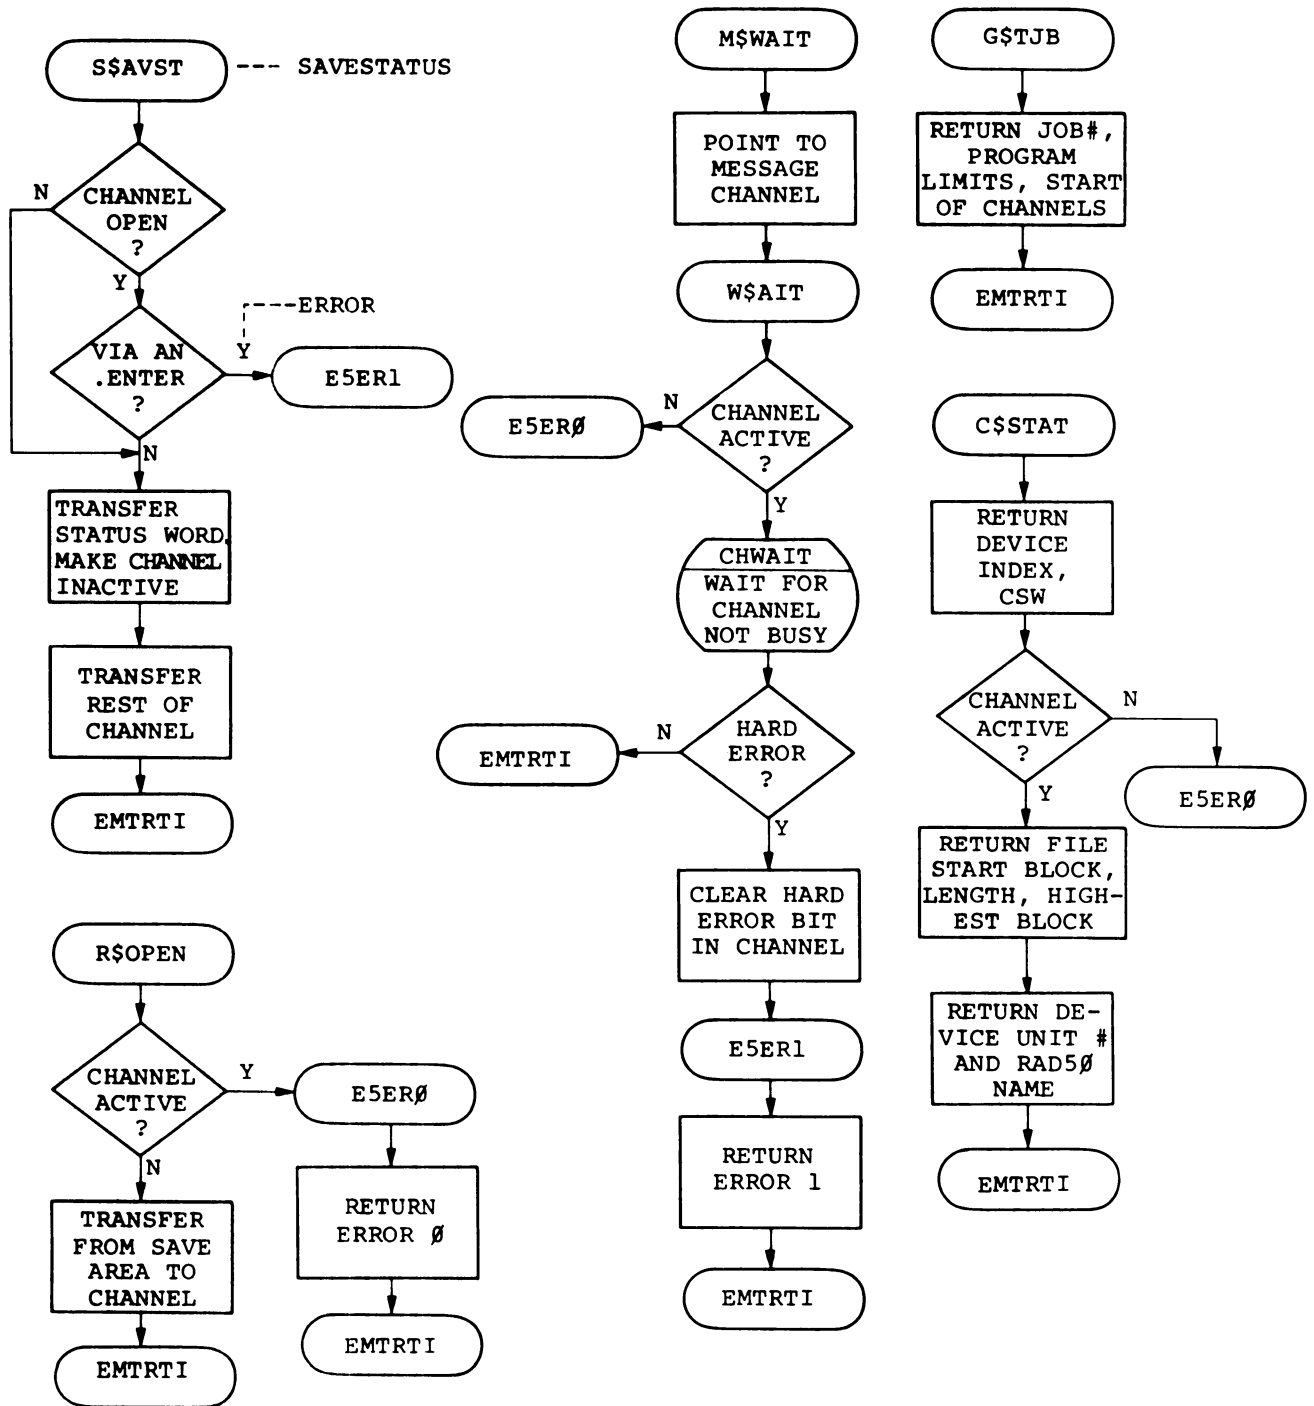 S$AVST --- SAVESTATUS
CHANNEL
OPEN
?
N
Y
ERROR
VIA AN
.ENTER
?
Y
E5ER1
N
TRANSFER
STATUS WORD,
MAKE CHANNEL
INACTIVE
TRANSFER
REST OF
CHANNEL
EMTRTI
R$OPEN
CHANNEL
ACTIVE
?
Y
E5ERØ
N
RETURN
ERROR Ø
TRANSFER
FROM SAVE
AREA TO
CHANNEL
EMTRTI
EMTRTI
M$WAIT
POINT TO
MESSAGE
CHANNEL
W$AIT
CHANNEL
ACTIVE
?
N
E5ERØ
Y
CHWAIT
WAIT FOR
CHANNEL
NOT BUSY
HARD
ERROR
?
N
EMTRTI
Y
CLEAR HARD
ERROR BIT
IN CHANNEL
E5ER1
RETURN
ERROR 1
EMTRTI
G$TJB
RETURN JOB#,
PROGRAM
LIMITS, START
OF CHANNELS
EMTRTI
C$STAT
RETURN
DEVICE
INDEX,
CSW
CHANNEL
ACTIVE
?
N
E5ERØ
Y
RETURN FILE
START BLOCK,
LENGTH, HIGH-
EST BLOCK
RETURN DE-
VICE UNIT #
AND RAD5Ø
NAME
EMTRTI